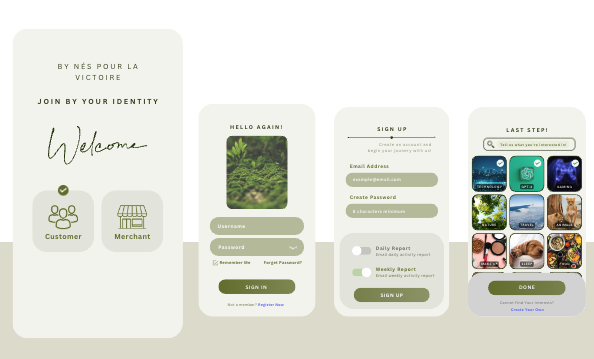 BY NÉS POUR LA
VICTOIRE
JOIN BY YOUR IDENTITY
Welcome
Customer
Merchant
HELLO AGAIN!
Username
Password
Remember Me
Forgot Password?
SIGN IN
Not a member? Register Now
SIGN UP
Create an account and
begin your journey with us!
Email Address
example@email.com
Create Password
8 characters minimum
Daily Report
Email daily activity report
Weekly Report
Email weekly activity report
SIGN UP
LAST STEP!
Tell us what you're interested in!
TECHNOLOGY
GPT-4
GAMING
NATURE
TRAVEL
ANIMALS
MAKE UP
SLEEP
FOOD
DONE
Cannot Find Your Interests?
Create Your Own